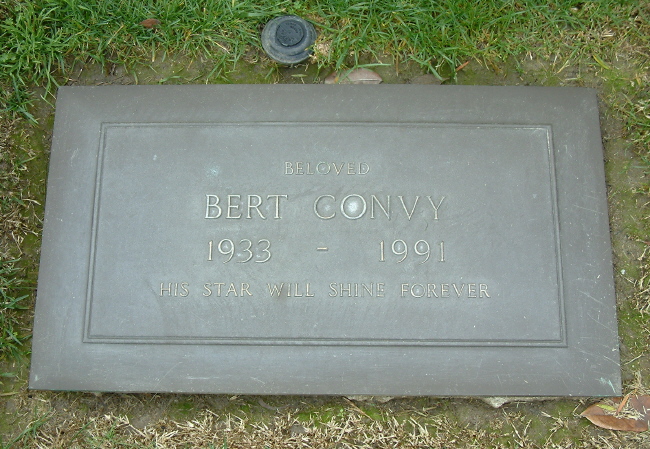 BELOVED
BERT CONVY
1933 - 1991
HIS STAR WILL SHINE FOREVER